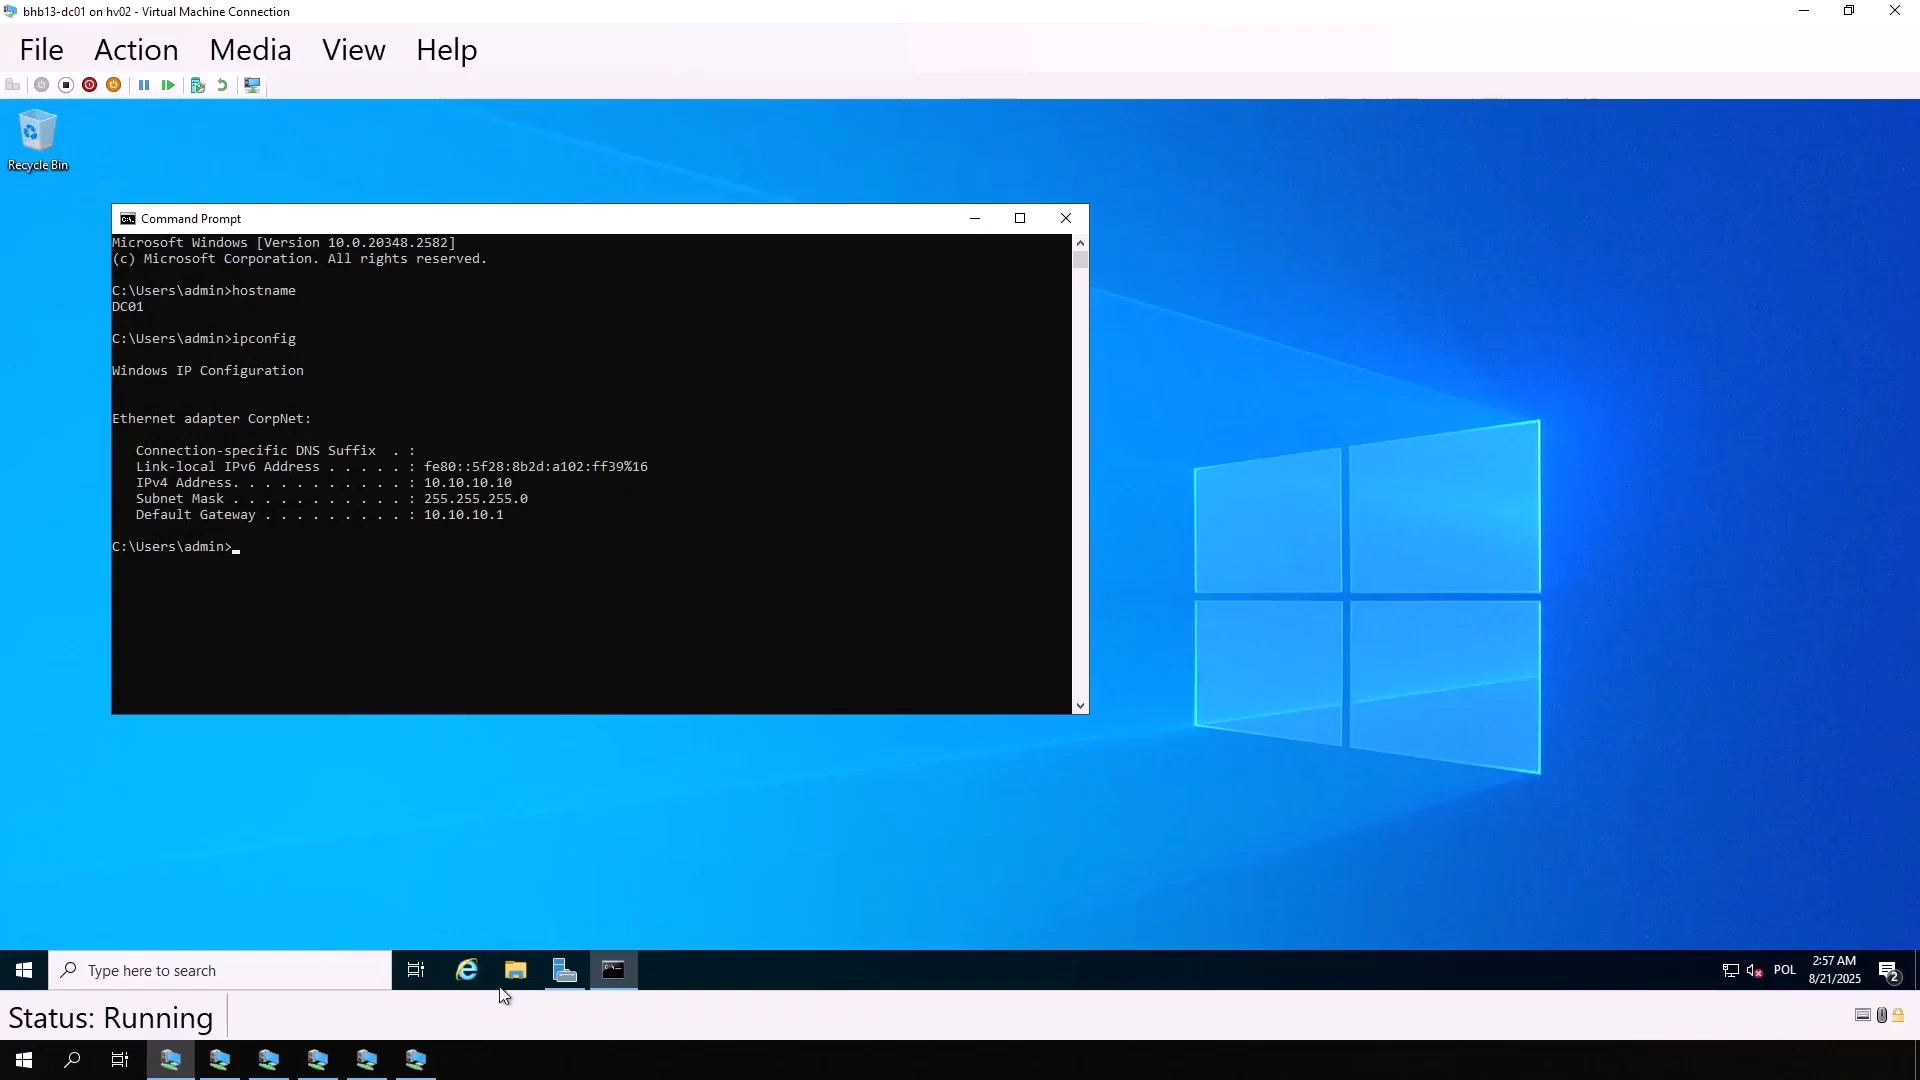 bhb13-dc01 on hv02 - Virtual Machine Connection
File Action Media View Help
Recycle Bin
Command Prompt
Microsoft Windows [Version 10.0.20348.2582]
(c) Microsoft Corporation. All rights reserved.
C:\Users\admin>hostname
DC01
C:\Users\admin>ipconfig
Windows IP Configuration
Ethernet adapter CorpNet:
Connection-specific DNS Suffix . :
Link-local IPv6 Address . . . . . : fe80::5f28:8b2d:a102:ff39%16
IPv4 Address. . . . . . . . . . . : 10.10.10.10
Subnet Mask . . . . . . . . . . . : 255.255.255.0
Default Gateway . . . . . . . . . : 10.10.10.1
C:\Users\admin>
Type here to search
POL
2:57 AM
8/21/2025
2
Status: Running